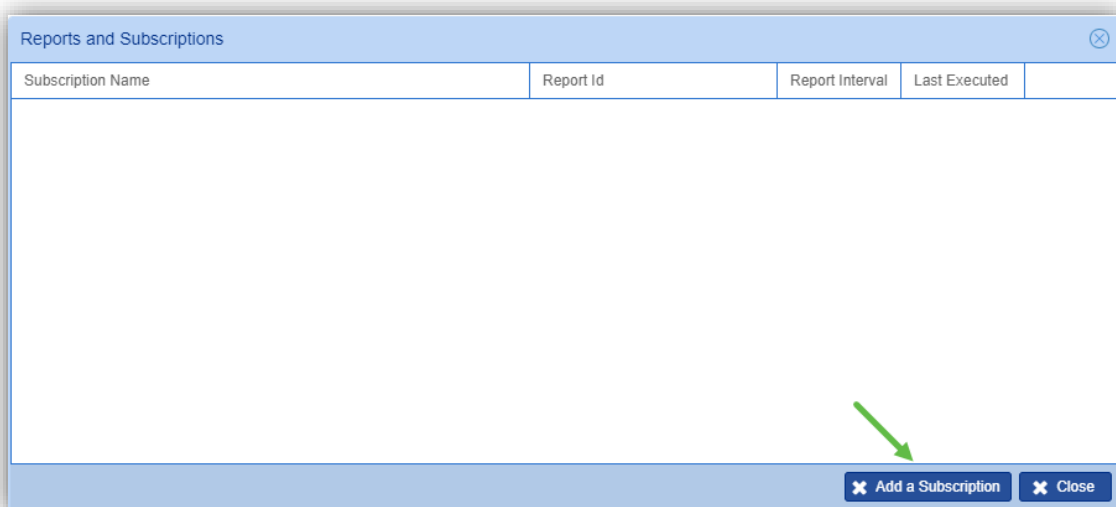 Reports and Subscriptions
Subscription Name Report Id Report Interval Last Executed
Add a Subscription Close